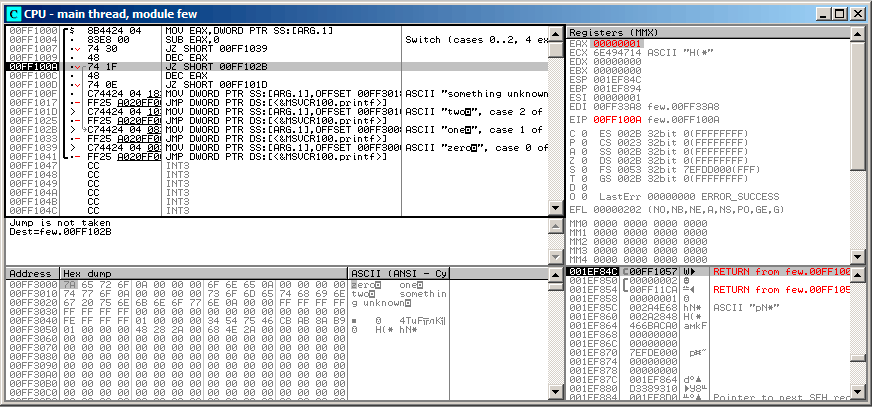 CPU - main thread, module few
00FF1000 $ 8B4424 04 MOV EAX,DWORD PTR SS:[ARG.1]
00FF1004 83E8 00 SUB EAX,0 Switch (cases 0..2, 4 ex
00FF1007 74 30 JZ SHORT 00FF1039
00FF1009 48 DEC EAX
00FF100A 74 1F JZ SHORT 00FF102B
00FF100C 48 DEC EAX
00FF100D 74 0E JZ SHORT 00FF101D
00FF100F C74424 04 18 MOV DWORD PTR SS:[ARG.1],OFFSET 00FF3018 ASCII "something unknown
00FF1017 FF25 A020FF00 JMP DWORD PTR DS:[<&MSVCR100.printf>]
00FF101D > C74424 04 10 MOV DWORD PTR SS:[ARG.1],OFFSET 00FF3010 ASCII "two", case 2 of
00FF1025 FF25 A020FF00 JMP DWORD PTR DS:[<&MSVCR100.printf>]
00FF102B > C74424 04 08 MOV DWORD PTR SS:[ARG.1],OFFSET 00FF3008 ASCII "one", case 1 of
00FF1033 FF25 A020FF00 JMP DWORD PTR DS:[<&MSVCR100.printf>]
00FF1039 > C74424 04 00 MOV DWORD PTR SS:[ARG.1],OFFSET 00FF3000 ASCII "zero", case 0 of
00FF1041 FF25 A020FF00 JMP DWORD PTR DS:[<&MSVCR100.printf>]
00FF1047 CC INT3
00FF1048 CC INT3
00FF1049 CC INT3
00FF104A CC INT3
00FF104B CC INT3
00FF104C CC INT3
Jump is not taken
Dest=few.00FF102B
Registers (MMX)
EAX 00000001
ECX 6E494714 ASCII "H(*"
EDX 00000000
EBX 00000000
ESP 001EF84C
EBP 001EF894
ESI 00000001
EDI 00FF33A8 few.00FF33A8
EIP 00FF100A few.00FF100A
C 0 ES 002B 32bit 0(FFFFFFFF)
P 0 CS 0023 32bit 0(FFFFFFFF)
A 0 SS 002B 32bit 0(FFFFFFFF)
Z 0 DS 002B 32bit 0(FFFFFFFF)
S 0 FS 0053 32bit 7EFDD000(FFF)
T 0 GS 002B 32bit 0(FFFFFFFF)
D 0
O 0 LastErr 00000000 ERROR_SUCCESS
EFL 00000202 (NO,NB,NE,A,NS,PO,GE,G)
MM0 0000 0000 0000 0000
MM1 0000 0000 0000 0000
MM2 0000 0000 0000 0000
MM3 0000 0000 0000 0000
MM4 0000 0000 0000 0000
Address Hex dump ASCII (ANSI - Cy
00FF3000 7A 65 72 6F 0A 00 00 00 6F 6E 65 0A 00 00 00 00 zero one
00FF3010 74 77 6F 0A 00 00 00 00 73 6F 6D 65 74 68 69 6E two somethin
00FF3020 67 20 75 6E 6B 6E 6F 77 6E 0A 00 00 FF FF FF FF g unknown
00FF3030 FF FF FF FF 00 00 00 00 00 00 00 00 00 00 00 00
00FF3040 FE FF FF FF 01 00 00 00 34 54 75 46 CB AB 8A B9
00FF3050 01 00 00 00 48 28 2A 00 68 4E 2A 00 00 00 00 00 H(* hN*
00FF3060 00 00 00 00 00 00 00 00 00 00 00 00 00 00 00 00
00FF3070 00 00 00 00 00 00 00 00 00 00 00 00 00 00 00 00
00FF3080 00 00 00 00 00 00 00 00 00 00 00 00 00 00 00 00
00FF3090 00 00 00 00 00 00 00 00 00 00 00 00 00 00 00 00
00FF30A0 00 00 00 00 00 00 00 00 00 00 00 00 00 00 00 00
00FF30B0 00 00 00 00 00 00 00 00 00 00 00 00 00 00 00 00
001EF84C 00FF1057 W RETURN from few.00FF100
001EF850 00000002
001EF854 00FF11CA RETURN from few.00FF105
001EF858 00000001
001EF85C 002A4E68 hN* ASCII "pN*"
001EF860 002A2848 H(*
001EF864 466BACA0
001EF868 00000000
001EF86C 00000000
001EF870 7EFDE000
001EF874 00000000
001EF878 00000000
001EF87C 001EF864
001EF880 D3389310 Pointer to next SEH rec